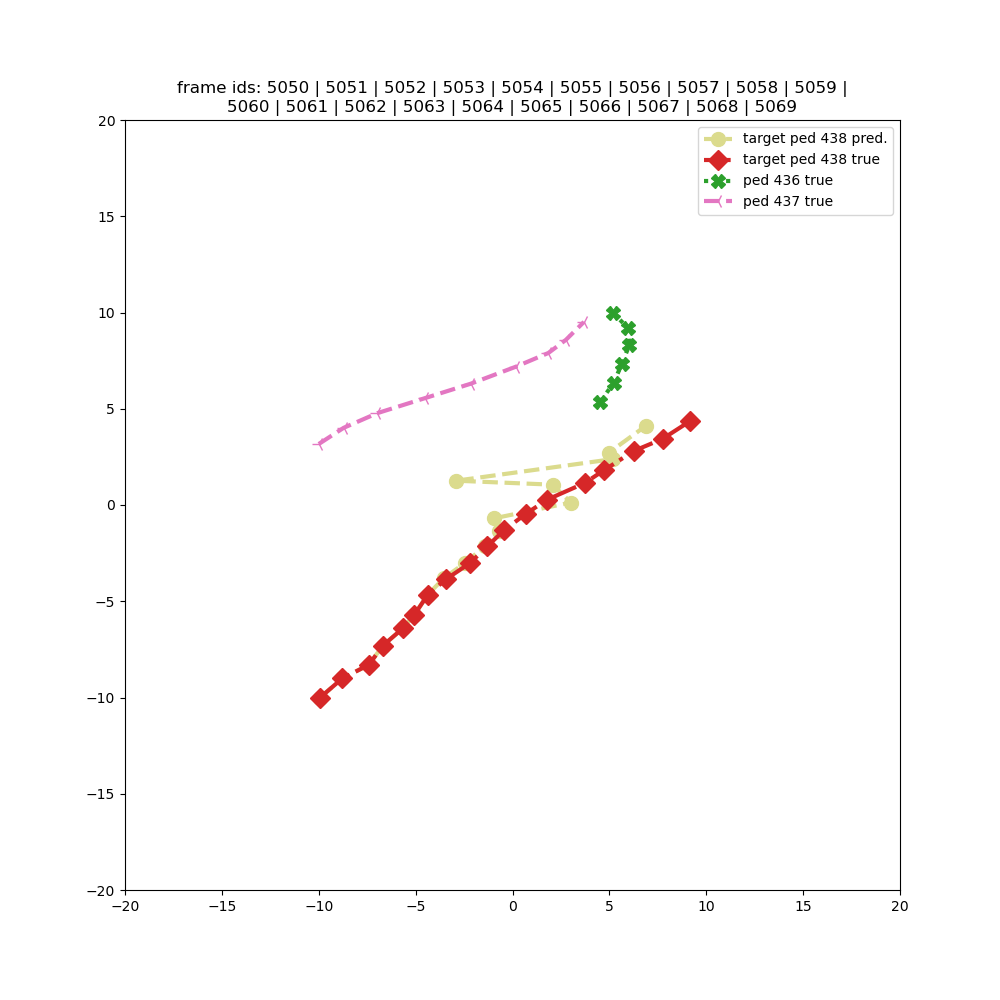 frame ids: 5050 | 5051 | 5052 | 5053 | 5054 | 5055 | 5056 | 5057 | 5058 | 5059 |
5060 | 5061 | 5062 | 5063 | 5064 | 5065 | 5066 | 5067 | 5068 | 5069
target ped 438 pred.
target ped 438 true
ped 436 true
ped 437 true
20
15
10
5
0
−5
−10
−15
−20
−20 −15 −10 −5 0 5 10 15 20